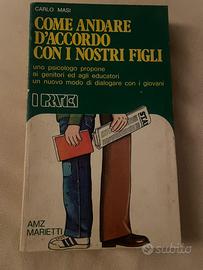 CARLO MASI
COME ANDARE
D'ACCORDO
CON I NOSTRI FIGLI
uno psicologo propone
ai genitori ed agli educatori
un nuovo modo di dialogare con i giovani
I PRATICI
AMZ
MARIETTI
subito